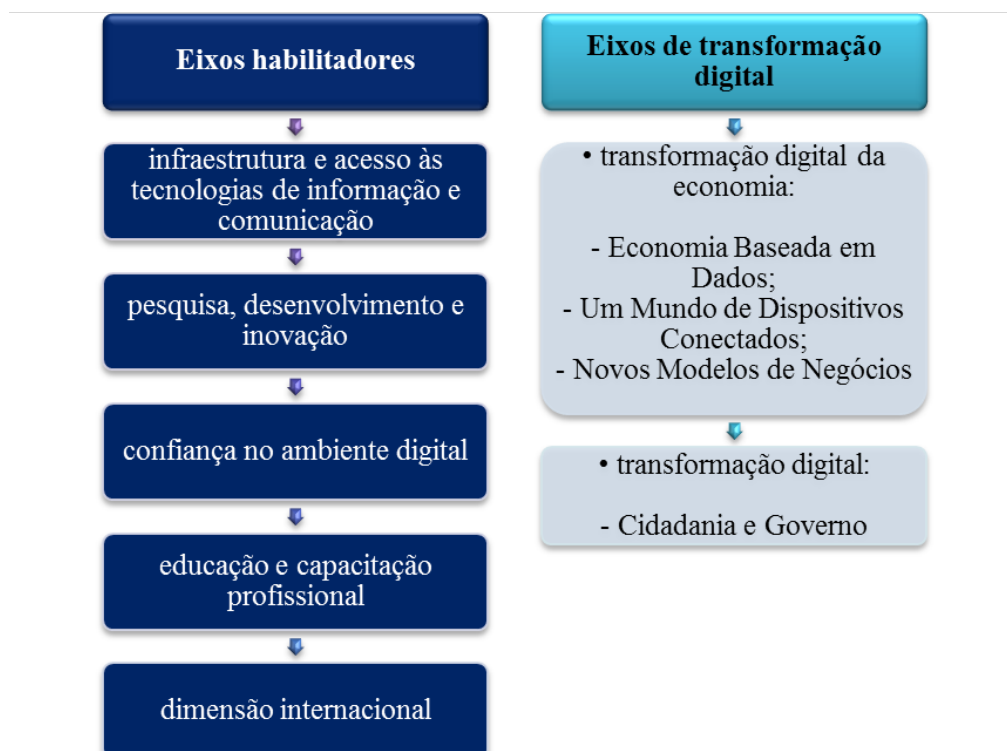 Eixos habilitadores
infraestrutura e acesso às
tecnologias de informação e
comunicação
pesquisa, desenvolvimento e
inovação
confiança no ambiente digital
educação e capacitação
profissional
dimensão internacional
Eixos de transformação
digital
• transformação digital da
economia:
- Economia Baseada em
Dados;
- Um Mundo de Dispositivos
Conectados;
- Novos Modelos de Negócios
• transformação digital:
- Cidadania e Governo